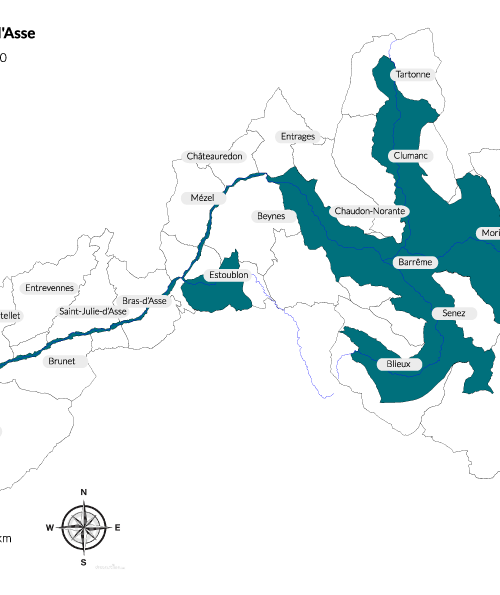 l'Asse
0
Tartonne
Entrages
Châteauredon
Clumanc
Mézel
Chaudon-Norante
Beynes
Mori
Barrême
Estoublon
Entrevennes
Bras-d'Asse
Saint-Julie-d'Asse
tellet
Senez
Brunet
Blieux
N
W
E
S
km